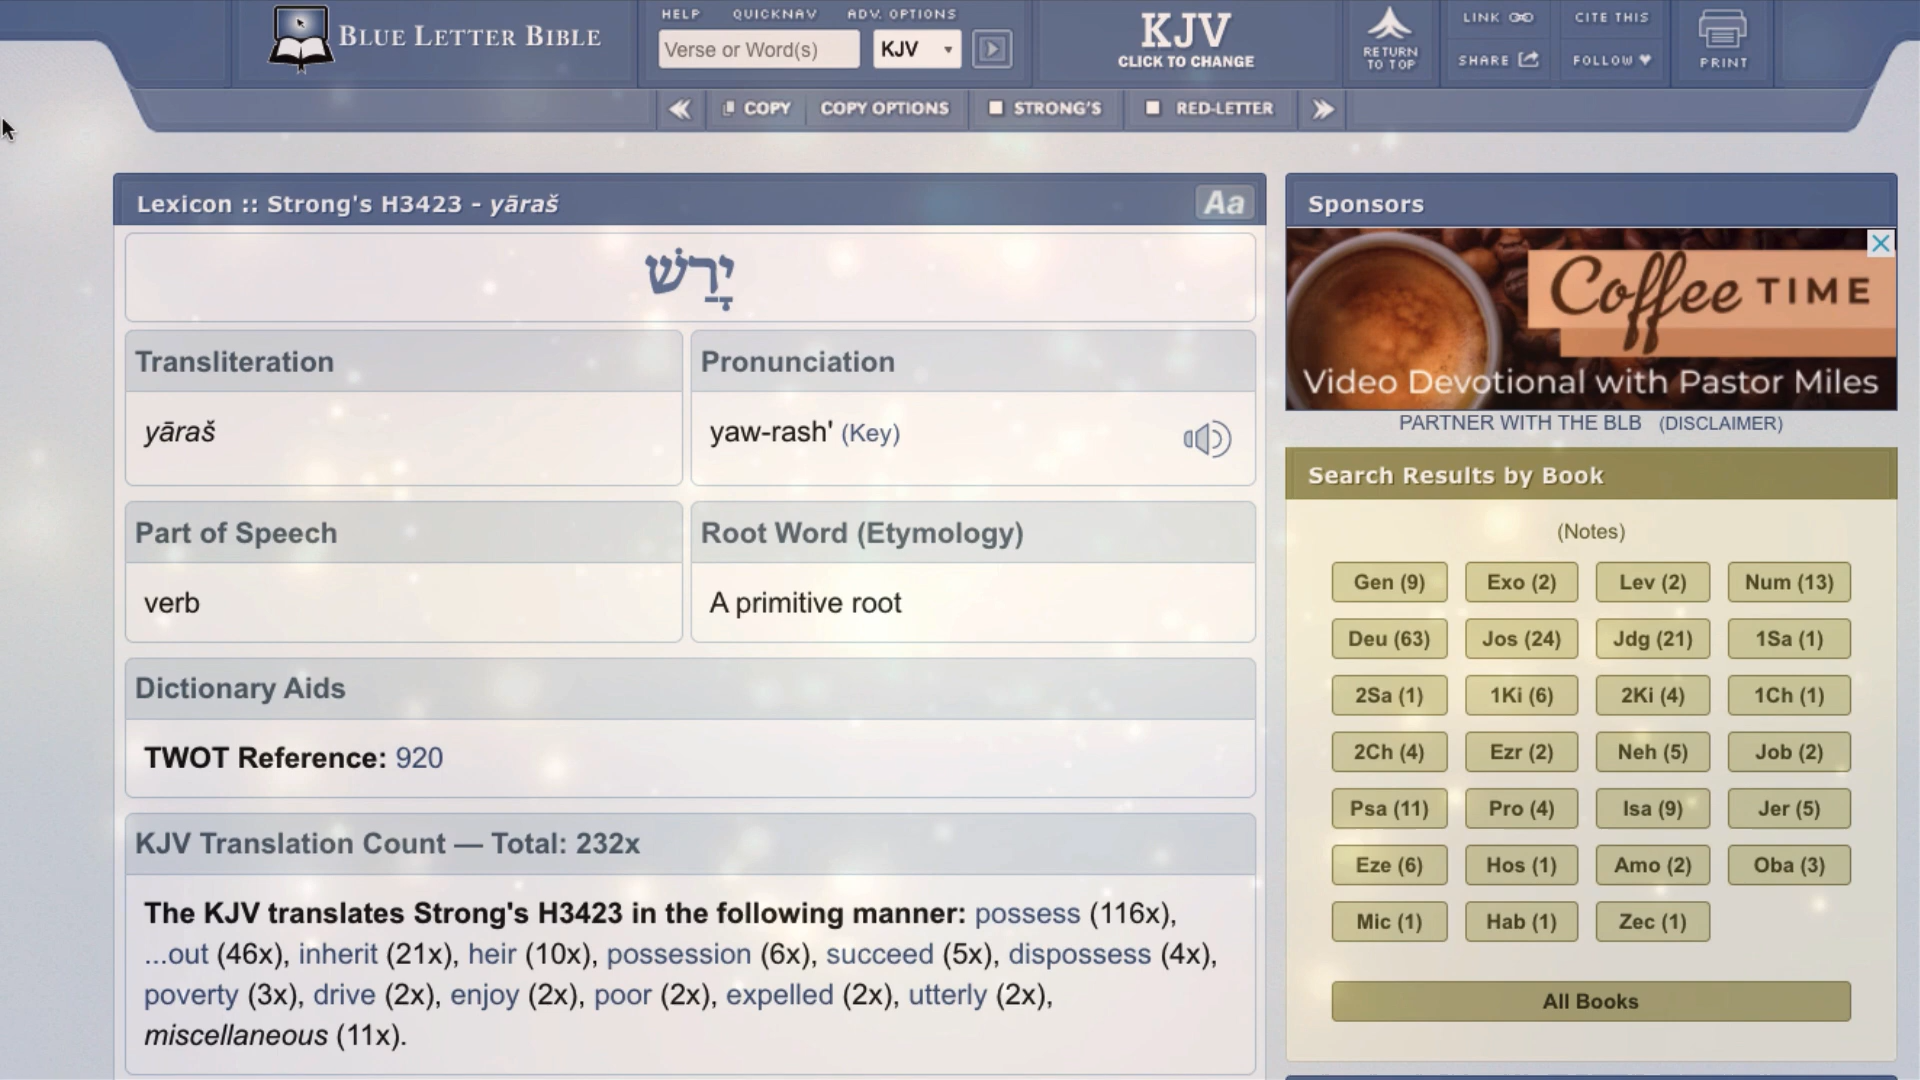 BLUE LETTER BIBLE
HELP QUICKNAV ADV. OPTIONS
Verse or Word(s) KJV
KJV
CLICK TO CHANGE
RETURN
TO TOP
LINK CITE THIS
SHARE FOLLOW
PRINT
COPY COPY OPTIONS STRONG'S RED-LETTER
Lexicon :: Strong's H3423 - yāraš
Aa
יָרַשׁ
Transliteration
yāraš
Pronunciation
yaw-rash' (Key)
Part of Speech
verb
Root Word (Etymology)
A primitive root
Dictionary Aids
TWOT Reference: 920
KJV Translation Count — Total: 232x
The KJV translates Strong's H3423 in the following manner: possess (116x),
...out (46x), inherit (21x), heir (10x), possession (6x), succeed (5x), dispossess (4x),
poverty (3x), drive (2x), enjoy (2x), poor (2x), expelled (2x), utterly (2x),
miscellaneous (11x).
Sponsors
Coffee TIME
Video Devotional with Pastor Miles
PARTNER WITH THE BLB (DISCLAIMER)
Search Results by Book
(Notes)
Gen (9) Exo (2) Lev (2) Num (13)
Deu (63) Jos (24) Jdg (21) 1Sa (1)
2Sa (1) 1Ki (6) 2Ki (4) 1Ch (1)
2Ch (4) Ezr (2) Neh (5) Job (2)
Psa (11) Pro (4) Isa (9) Jer (5)
Eze (6) Hos (1) Amo (2) Oba (3)
Mic (1) Hab (1) Zec (1)
All Books